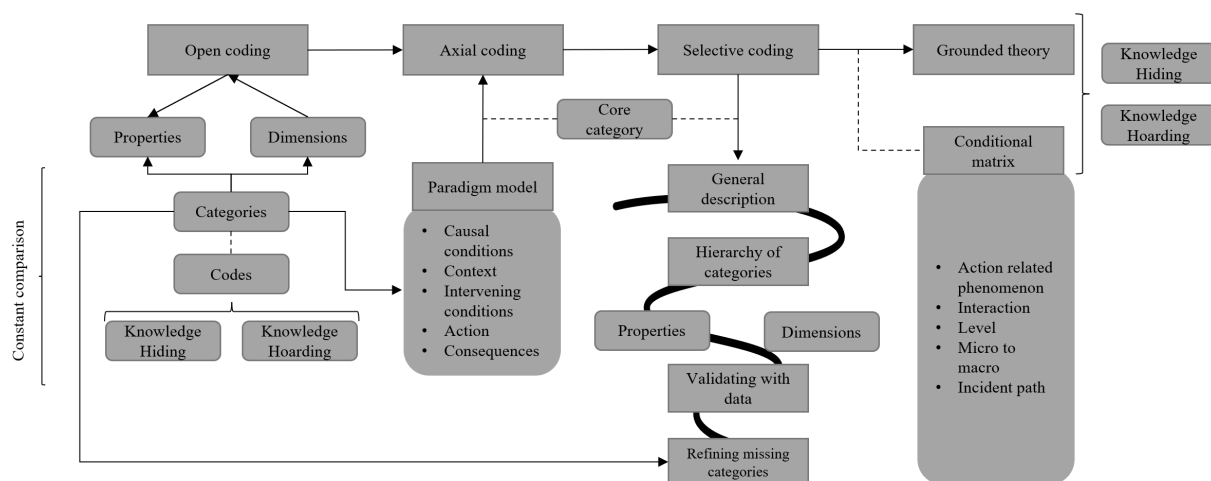 Open coding
Axial coding
Selective coding
Grounded theory
Knowledge
Hiding
Knowledge
Hoarding
Core
category
Properties
Dimensions
Conditional
matrix
Constant comparison
Categories
Codes
Knowledge
Hiding
Knowledge
Hoarding
Paradigm model
• Causal
conditions
• Context
• Intervening
conditions
• Action
• Consequences
General
description
Hierarchy of
categories
Properties
Dimensions
Validating with
data
Refining missing
categories
• Action related
phenomenon
• Interaction
• Level
• Micro to
macro
• Incident path